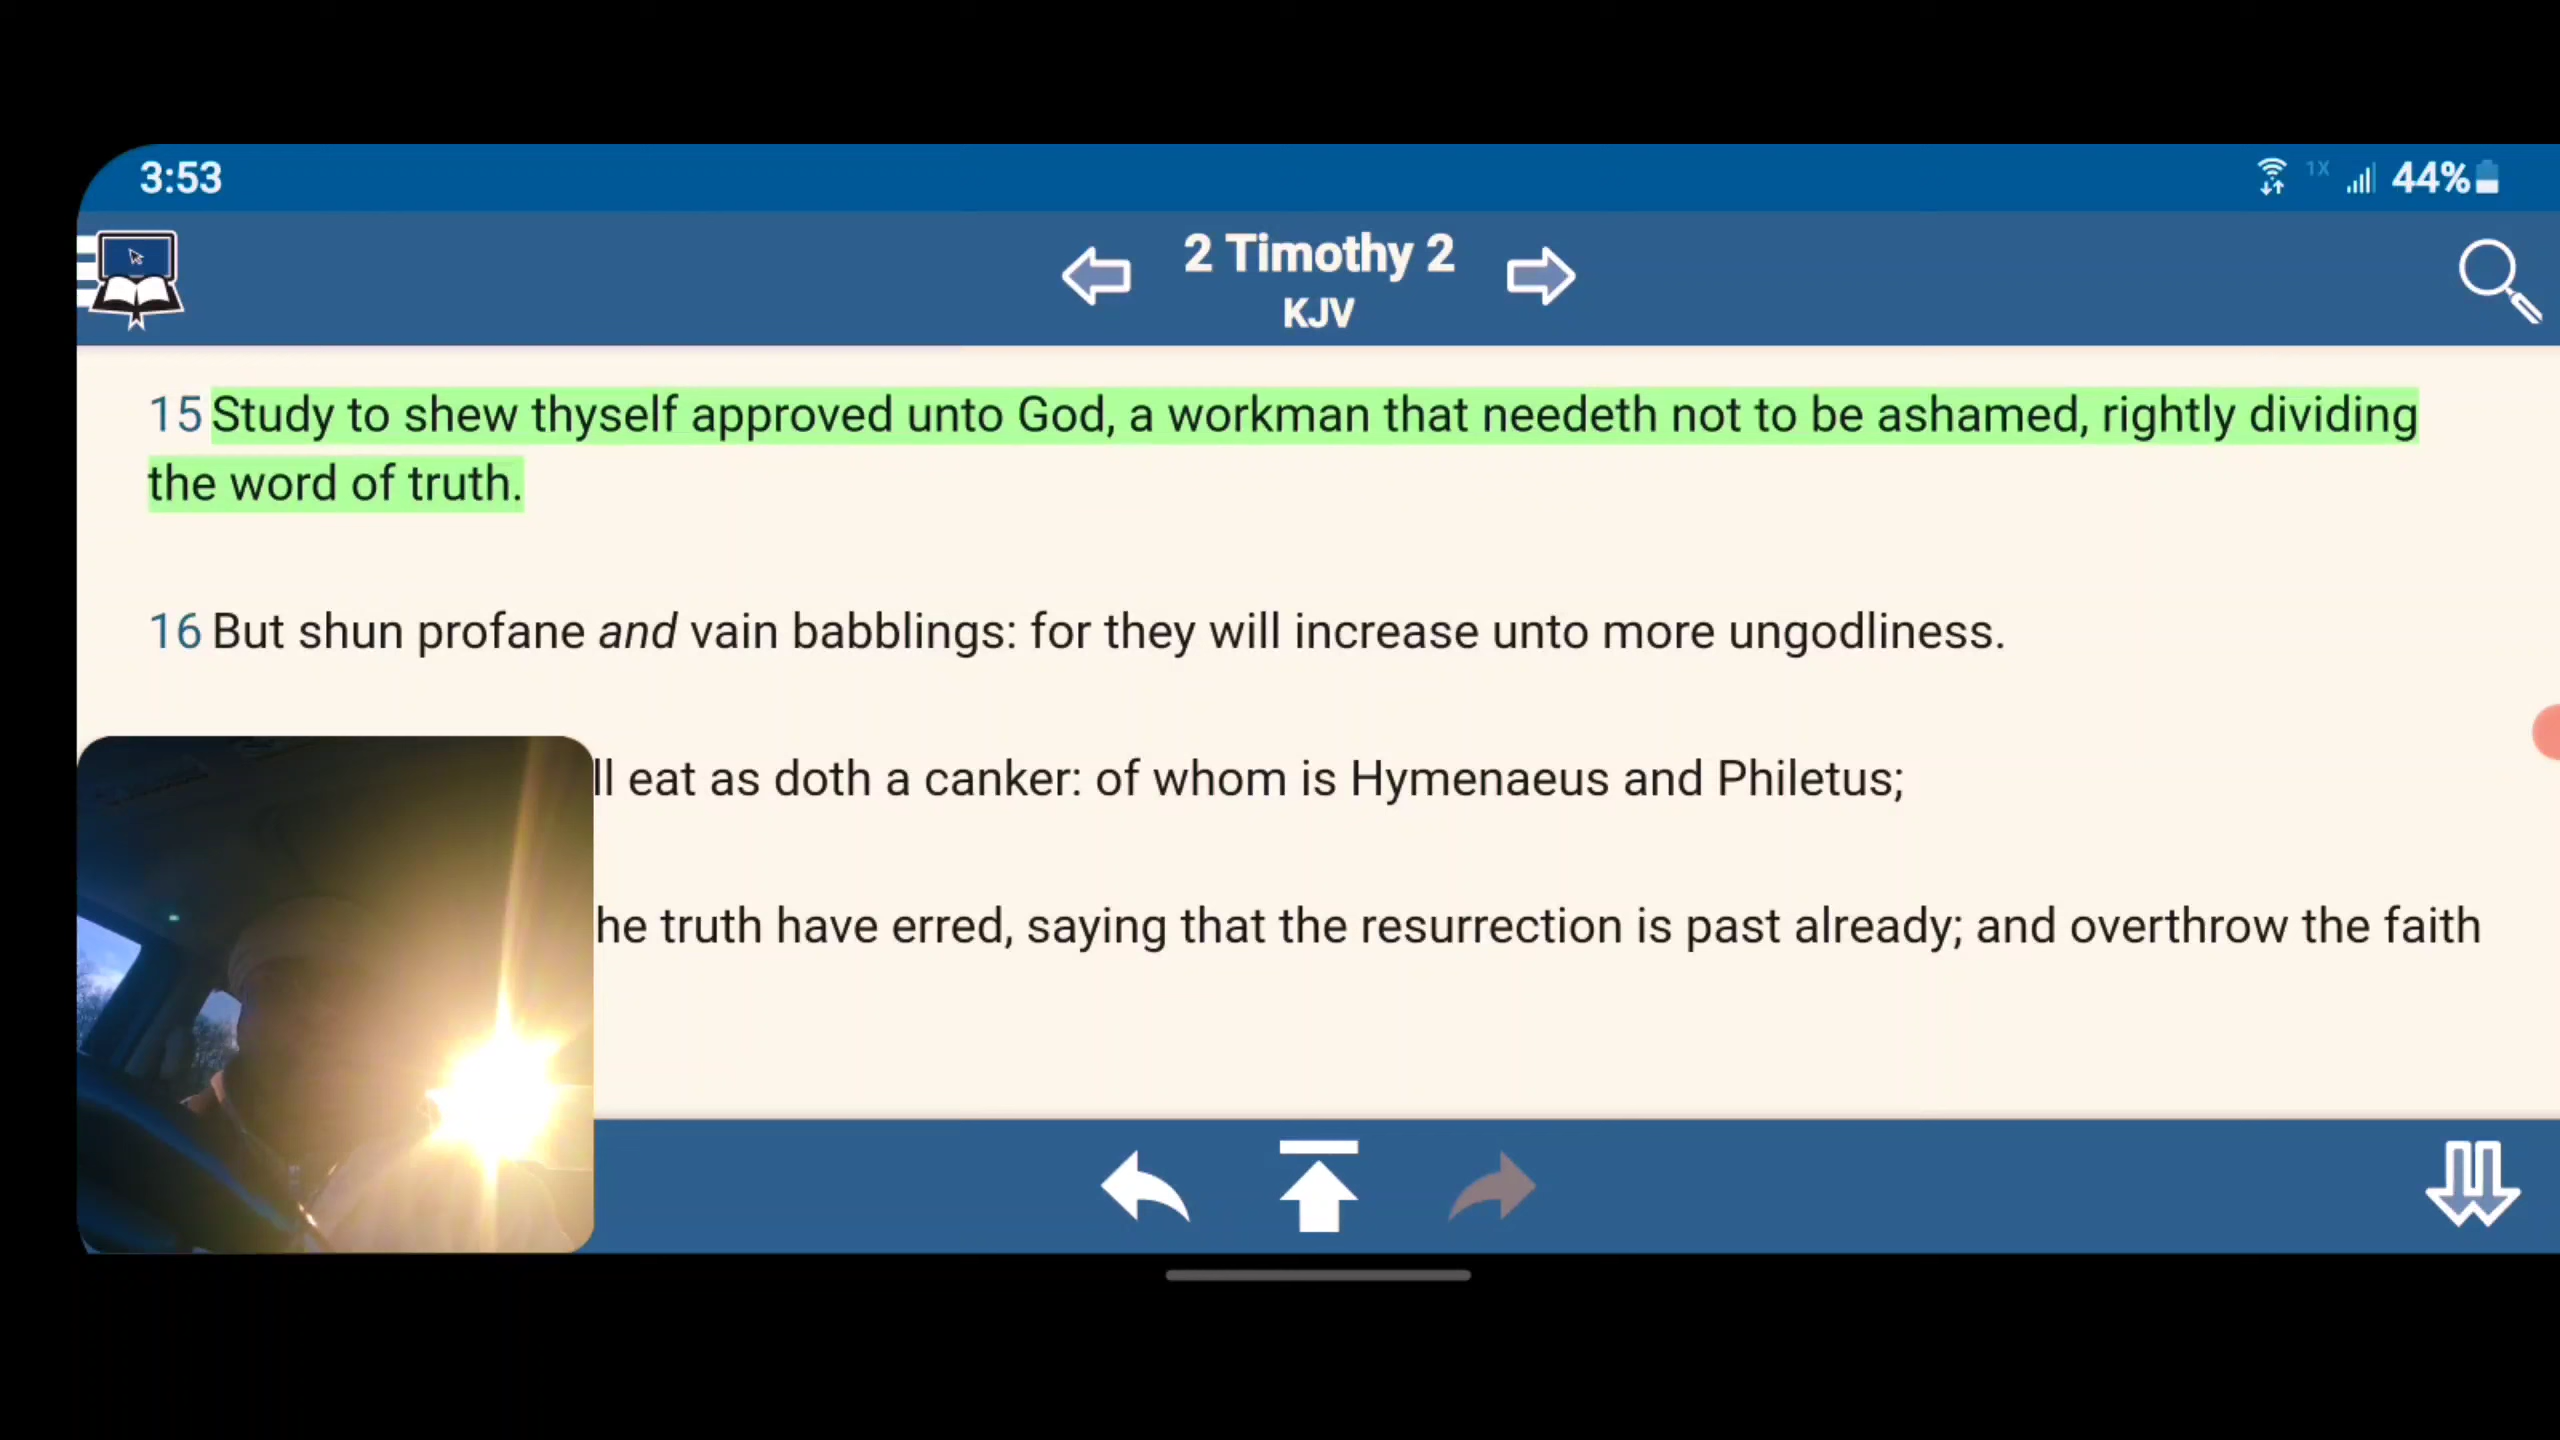 3:53
1X
44%
2 Timothy 2
KJV
15 Study to shew thyself approved unto God, a workman that needeth not to be ashamed, rightly dividing
the word of truth.
16 But shun profane and vain babblings: for they will increase unto more ungodliness.
eat as doth a canker: of whom is Hymenaeus and Philetus;
truth have erred, saying that the resurrection is past already; and overthrow the faith